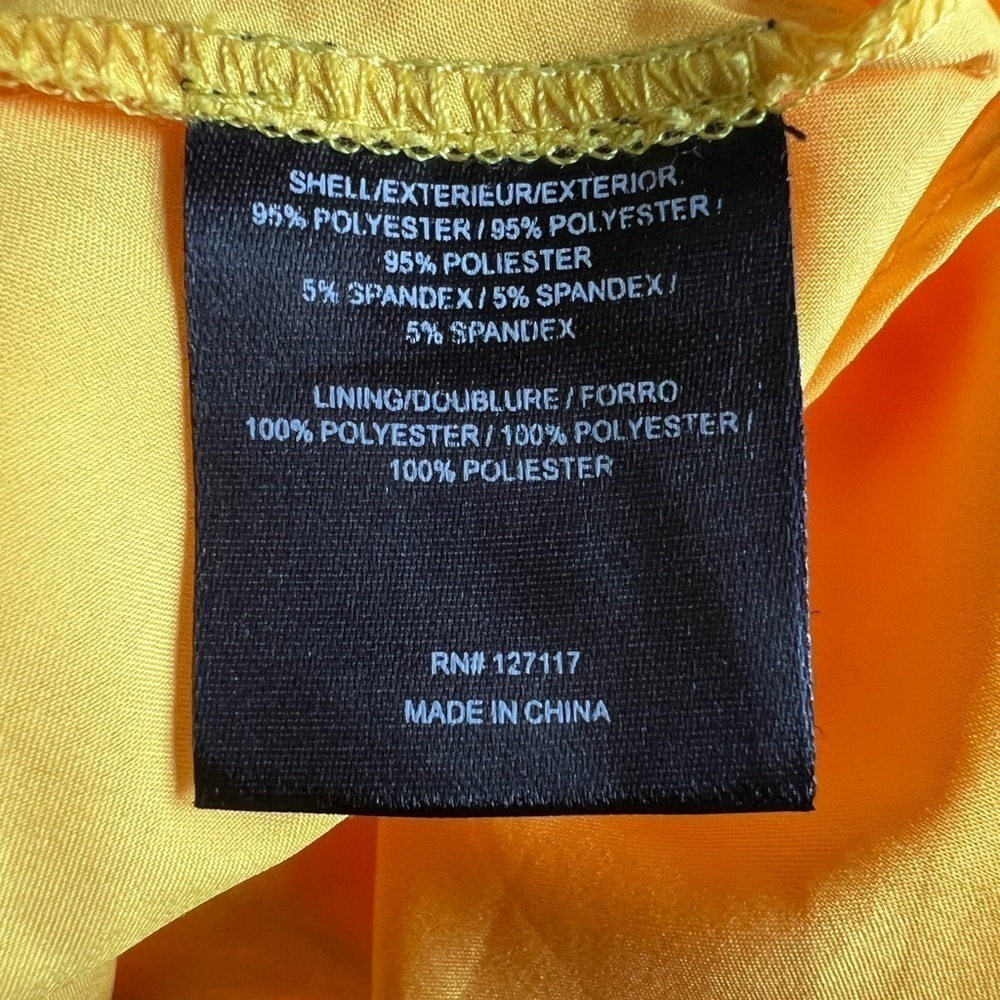 SHELL/EXTERIEUR/EXTERIOR
95% POLYESTER / 95% POLYESTER /
95% POLIESTER
5% SPANDEX / 5% SPANDEX /
5% SPANDEX
LINING/DOUBLURE / FORRO
100% POLYESTER / 100% POLYESTER /
100% POLIESTER
RN# 127117
MADE IN CHINA